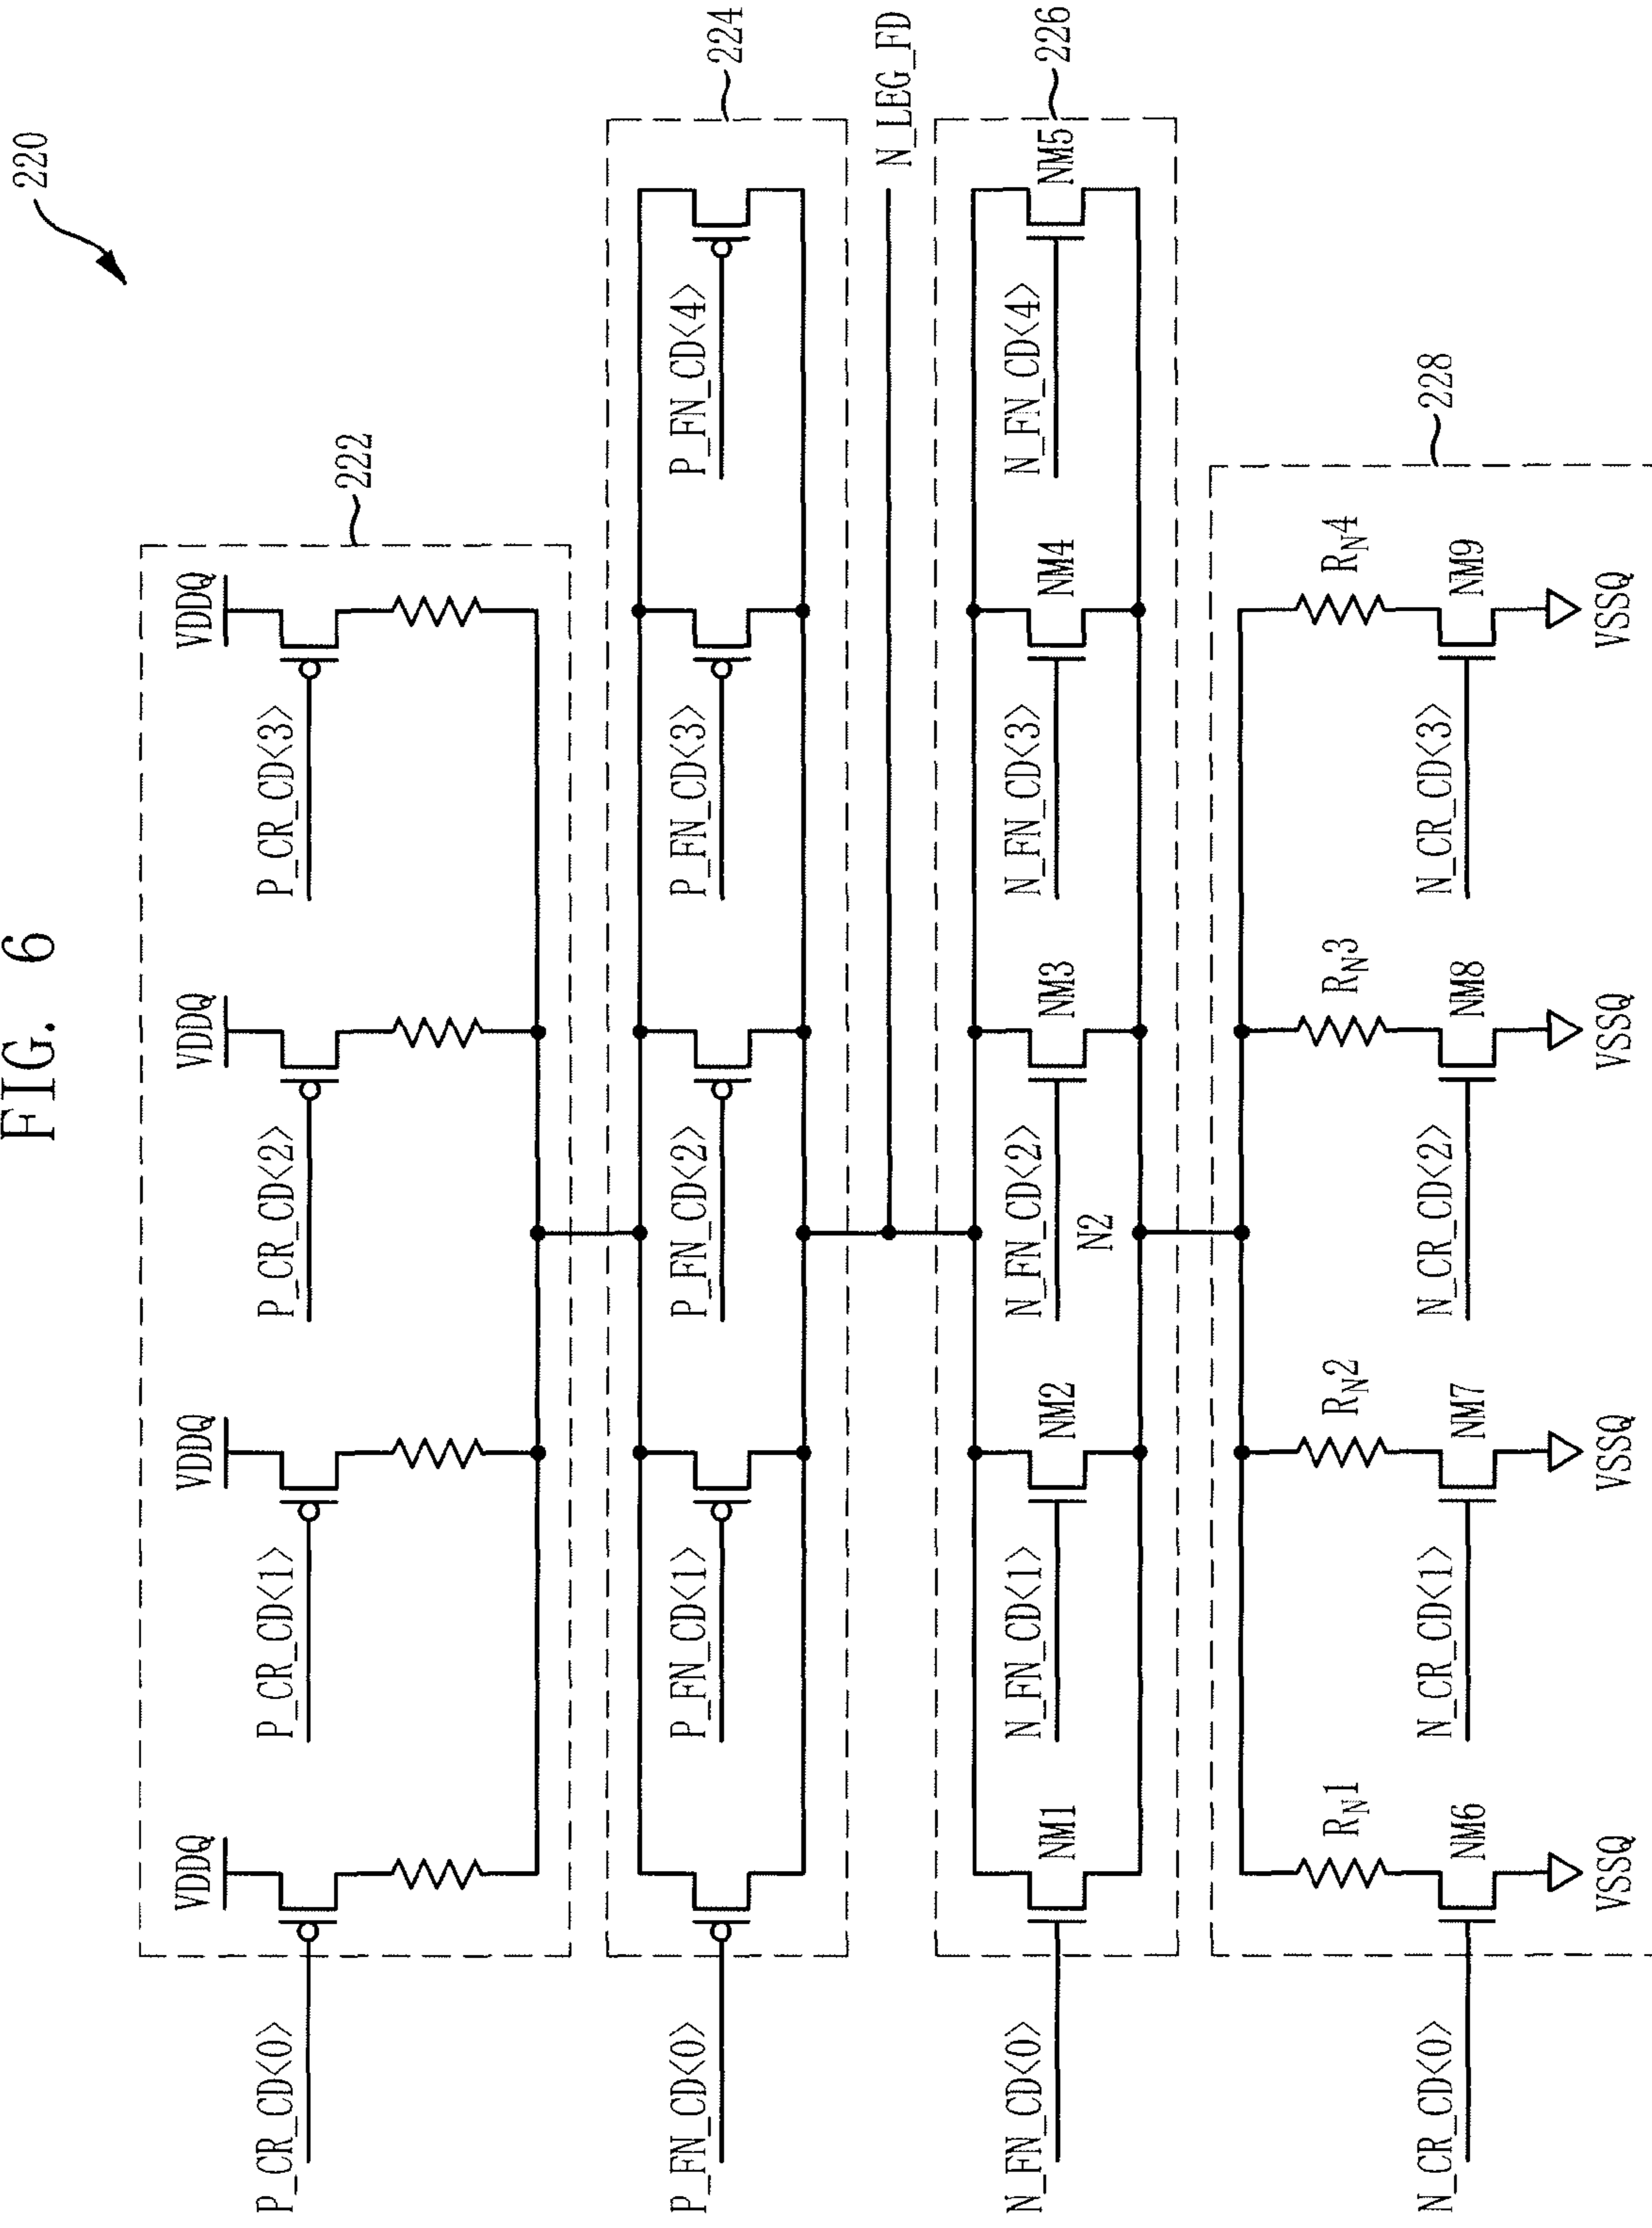 FIG. 6
220
222
VDDQ VDDQ VDDQ VDDQ
P_CR_CD<0> P_CR_CD<1> P_CR_CD<2> P_CR_CD<3>
224
P_FN_CD<0> P_FN_CD<1> P_FN_CD<2> P_FN_CD<3> P_FN_CD<4>
N_LEG_FD
226
N_FN_CD<0> N_FN_CD<1> N_FN_CD<2> N_FN_CD<3> N_FN_CD<4>
NM1 NM2 NM3 NM4 NM5
N2
228
RN1 RN2 RN3 RN4
N_CR_CD<0> N_CR_CD<1> N_CR_CD<2> N_CR_CD<3>
NM6 NM7 NM8 NM9
VSSQ VSSQ VSSQ VSSQ